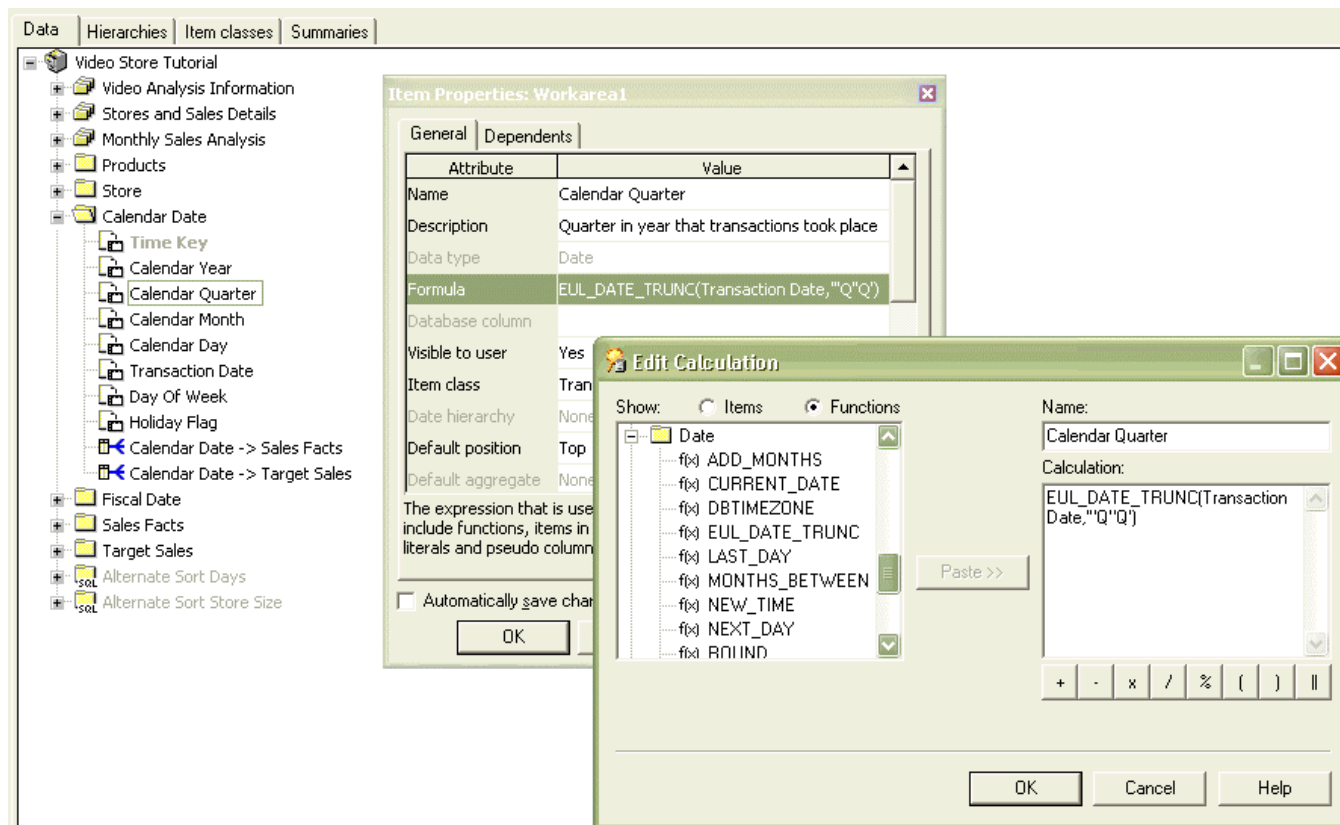 Data Hierarchies Item classes Summaries
Video Store Tutorial
Video Analysis Information
Stores and Sales Details
Monthly Sales Analysis
Products
Store
Calendar Date
Time Key
Calendar Year
Calendar Quarter
Calendar Month
Calendar Day
Transaction Date
Day Of Week
Holiday Flag
Calendar Date -> Sales Facts
Calendar Date -> Target Sales
Fiscal Date
Sales Facts
Target Sales
SQL Alternate Sort Days
SQL Alternate Sort Store Size
Item Properties: Workarea1
General Dependents
Attribute Value
Name Calendar Quarter
Description Quarter in year that transactions took place
Data type Date
Formula EUL_DATE_TRUNC(Transaction Date,'"Q"Q')
Database column
Visible to user Yes
Item class Tran
Date hierarchy None
Default position Top
Default aggregate None
The expression that is use
include functions, items in
literals and pseudo column
Automatically save char
OK
Edit Calculation
Show: Items Functions
Date
f(x) ADD_MONTHS
f(x) CURRENT_DATE
f(x) DBTIMEZONE
f(x) EUL_DATE_TRUNC
f(x) LAST_DAY
f(x) MONTHS_BETWEEN
f(x) NEW_TIME
f(x) NEXT_DAY
f(x) ROUND
Paste >>
Name:
Calendar Quarter
Calculation:
EUL_DATE_TRUNC(Transaction
Date,'"Q"Q')
+ - x / % ( ) ||
OK Cancel Help